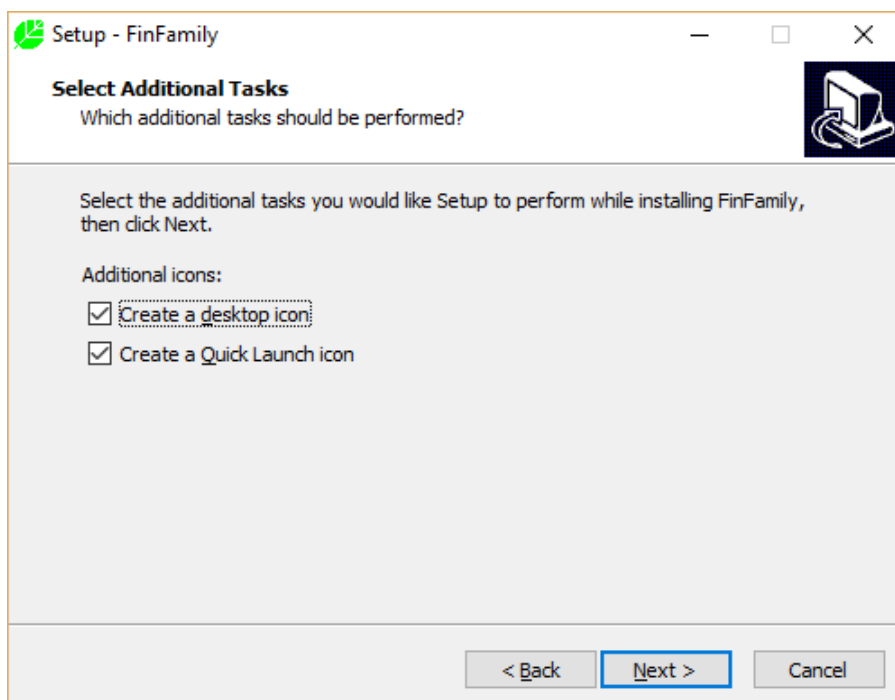 Setup - FinFamily
Select Additional Tasks
Which additional tasks should be performed?
Select the additional tasks you would like Setup to perform while installing FinFamily,
then click Next.
Additional icons:
Create a desktop icon
Create a Quick Launch icon
< Back Next > Cancel